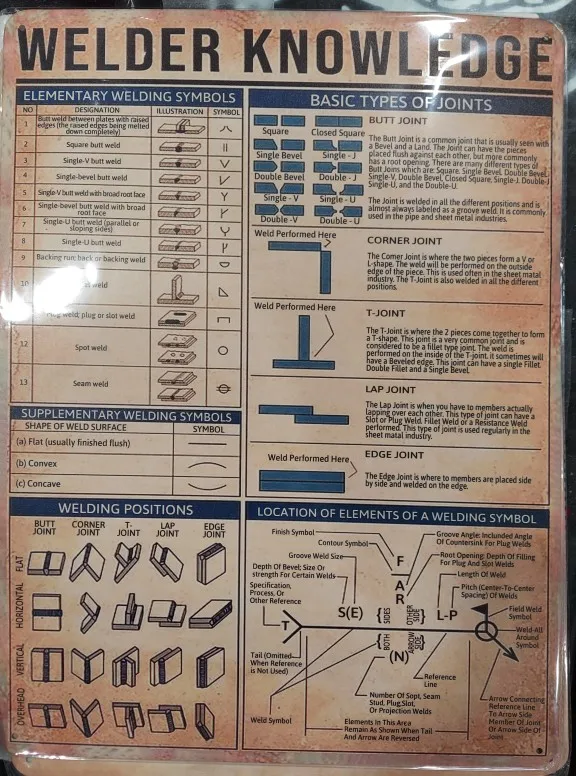 WELDER KNOWLEDGE
ELEMENTARY WELDING SYMBOLS
NO DESIGNATION ILLUSTRATION SYMBOL
1 Butt weld between plates with raised
edges (the raised edges being melted
down completely)
2 Square butt weld
3 Single-V butt weld
4 Single-bevel butt weld
5 Single-V butt weld with broad root face
6 Single-bevel butt weld with broad
root face
7 Single-U butt weld (parallel or
sloping sides)
8 Single-U butt weld
9 Backing run; back or backing weld
10 weld
plug or slot weld
12 Spot weld
13 Seam weld
SUPPLEMENTARY WELDING SYMBOLS
SHAPE OF WELD SURFACE SYMBOL
(a) Flat (usually finished flush)
(b) Convex
(c) Concave
WELDING POSITIONS
BUTT JOINT
CORNER JOINT
T- JOINT
LAP JOINT
EDGE JOINT
FLAT
HORIZONTAL
VERTICAL
OVERHEAD
BASIC TYPES OF JOINTS
Square Closed Square
Single Bevel Single - J
Double Bevel Double - J
Single - V Single - U
Double - V Double - U
BUTT JOINT
The Butt Joint is a common joint that is usually seen with
a Bevel and a Land. The Joint can have the pieces
placed flush against each other, but more commonly
has a root opening. There are many different types of
Butt Joins which are: Square, Single Bevel, Double Bevel,
Single-V, Double Bevel, Closed Square, Single-J, Double-J
Single-U, and the Double-U.
The Joint is welded in all the different positions and is
almost always labeled as a groove weld. It is commonly
used in the pipe and sheet metal industries.
Weld Performed Here
CORNER JOINT
The Corner Joint is where the two pieces form a V or
L-shape. The weld will be performed on the outside
edge of the piece. This is used often in the sheet metal
industry. The T-Joint is also welded in all the different
positions.
Weld Performed Here
T-JOINT
The T-Joint is where the 2 pieces come together to form
a T-shape. This joint is a very common joint and is
considered to be a fillet type joint. The weld is
performed on the inside of the T-joint, it sometimes will
have a Beveled edge. This joint can have a single Fillet.
Double Fillet and a Single Bevel.
LAP JOINT
The Lap Joint is when you have to members actually
lapping over each other. This type of joint can have a
Slot or Plug Weld. Fillet Weld or a Resistance Weld
performed. This type of joint is used regularly in the
sheet metal industry.
Weld Performed Here
EDGE JOINT
The Edge Joint is where to members are placed side
by side and welded on the edge.
LOCATION OF ELEMENTS OF A WELDING SYMBOL
Finish Symbol
Contour Symbol
Groove Weld Size
Depth Of Bevel; Size Or
strength For Certain Welds
Specification,
Process, Or
Other Reference
Groove Angle: Included Angle
Of Countersink For Plug Welds
Root Opening: Depth Of Filling
For Plug And Slot Welds
Length Of Weld
Pitch (Center-To-Center
Spacing) Of Welds
Field Weld
Symbol
Weld-All
Around
Symbol
F
A
R
S(E)
L-P
T
(N)
SIDES
OTHER SIDE
BOTH
ARROW SIDE
Tail (Omitted
When Reference
is Not Used)
Reference
Line
Number Of Sopt, Seam
Stud, Plug,Slot,
Or Projection Welds
Weld Symbol
Elements In This Area
Remain As Shown When Tail
And Arrow Are Reversed
Arrow Connecting
Reference Line
To Arrow Side
Member Of Joint
Or Arrow Side Of
Joint